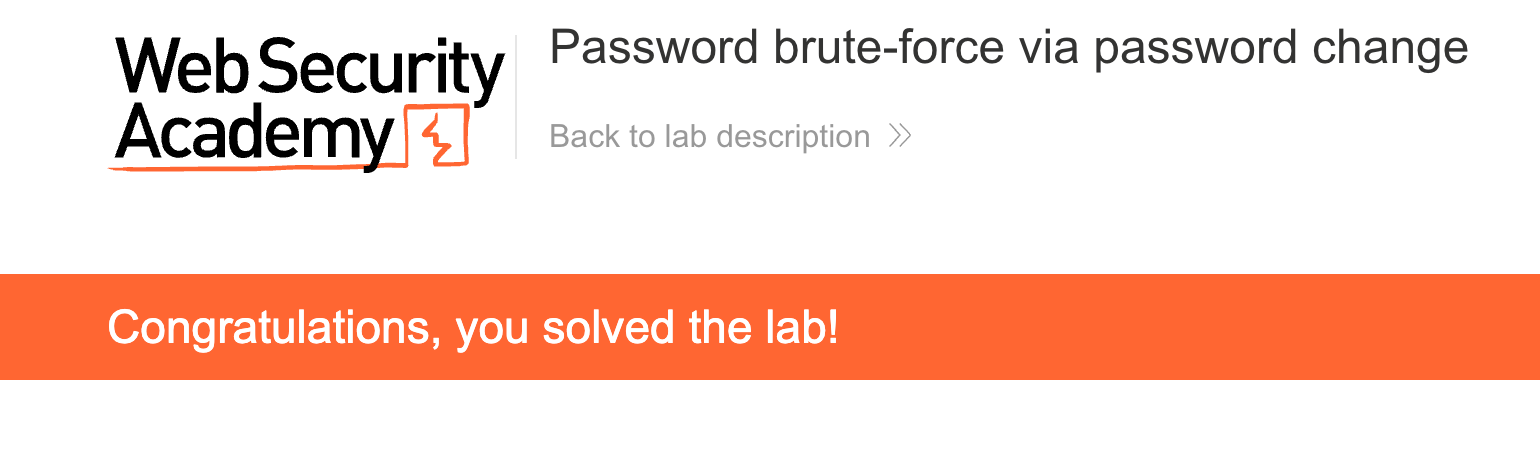 Web Security
Academy
Password brute-force via password change
Back to lab description
Congratulations, you solved the lab!